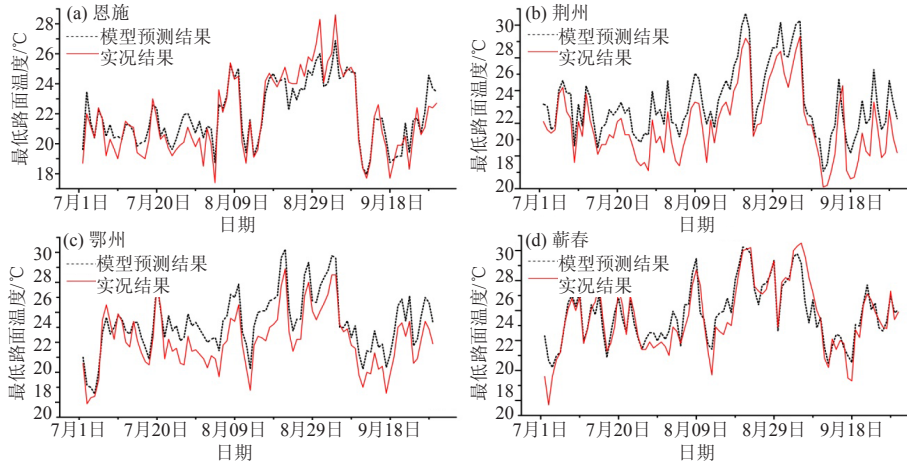 (a) 恩施
模型预测结果
实况结果
最低路面温度/℃
28
26
24
22
20
18
7月1日 7月20日 8月09日 8月29日 9月18日
日期
(b) 荆州
模型预测结果
实况结果
最低路面温度/℃
30
28
26
24
22
20
18
20
7月1日 7月20日 8月09日 8月29日 9月18日
日期
(c) 鄂州
模型预测结果
实况结果
最低路面温度/℃
30
28
26
24
22
20
18
20
7月1日 7月20日 8月09日 8月29日 9月18日
日期
(d) 蕲春
模型预测结果
实况结果
最低路面温度/℃
30
28
26
24
22
20
18
20
7月1日 7月20日 8月09日 8月29日 9月18日
日期